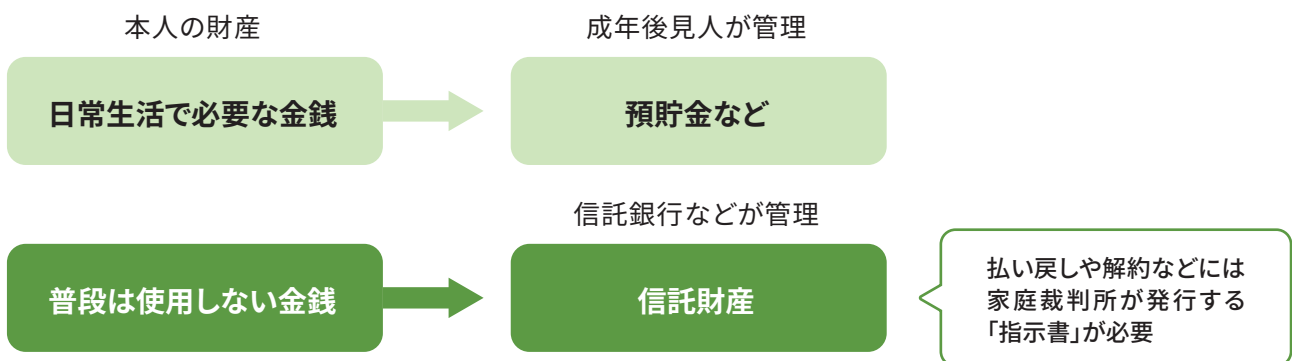 本人の財産
成年後見人が管理
日常生活で必要な金銭
預貯金など
信託銀行などが管理
普段は使用しない金銭
信託財産
払い戻しや解約などには
家庭裁判所が発行する
「指示書」が必要